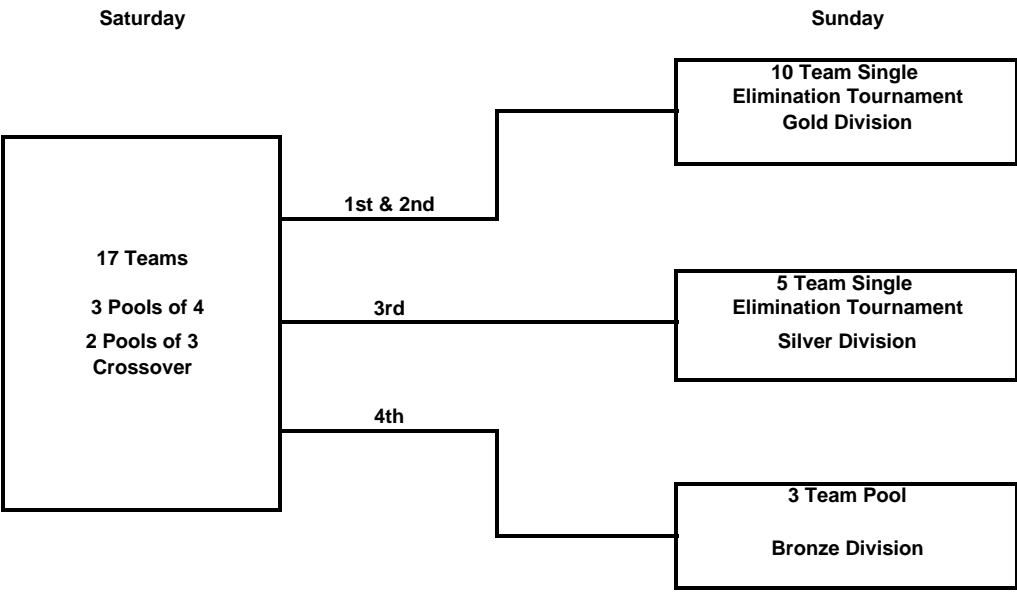 Saturday
Sunday
10 Team Single
Elimination Tournament
Gold Division
1st & 2nd
17 Teams
3 Pools of 4
2 Pools of 3
Crossover
3rd
5 Team Single
Elimination Tournament
Silver Division
4th
3 Team Pool
Bronze Division